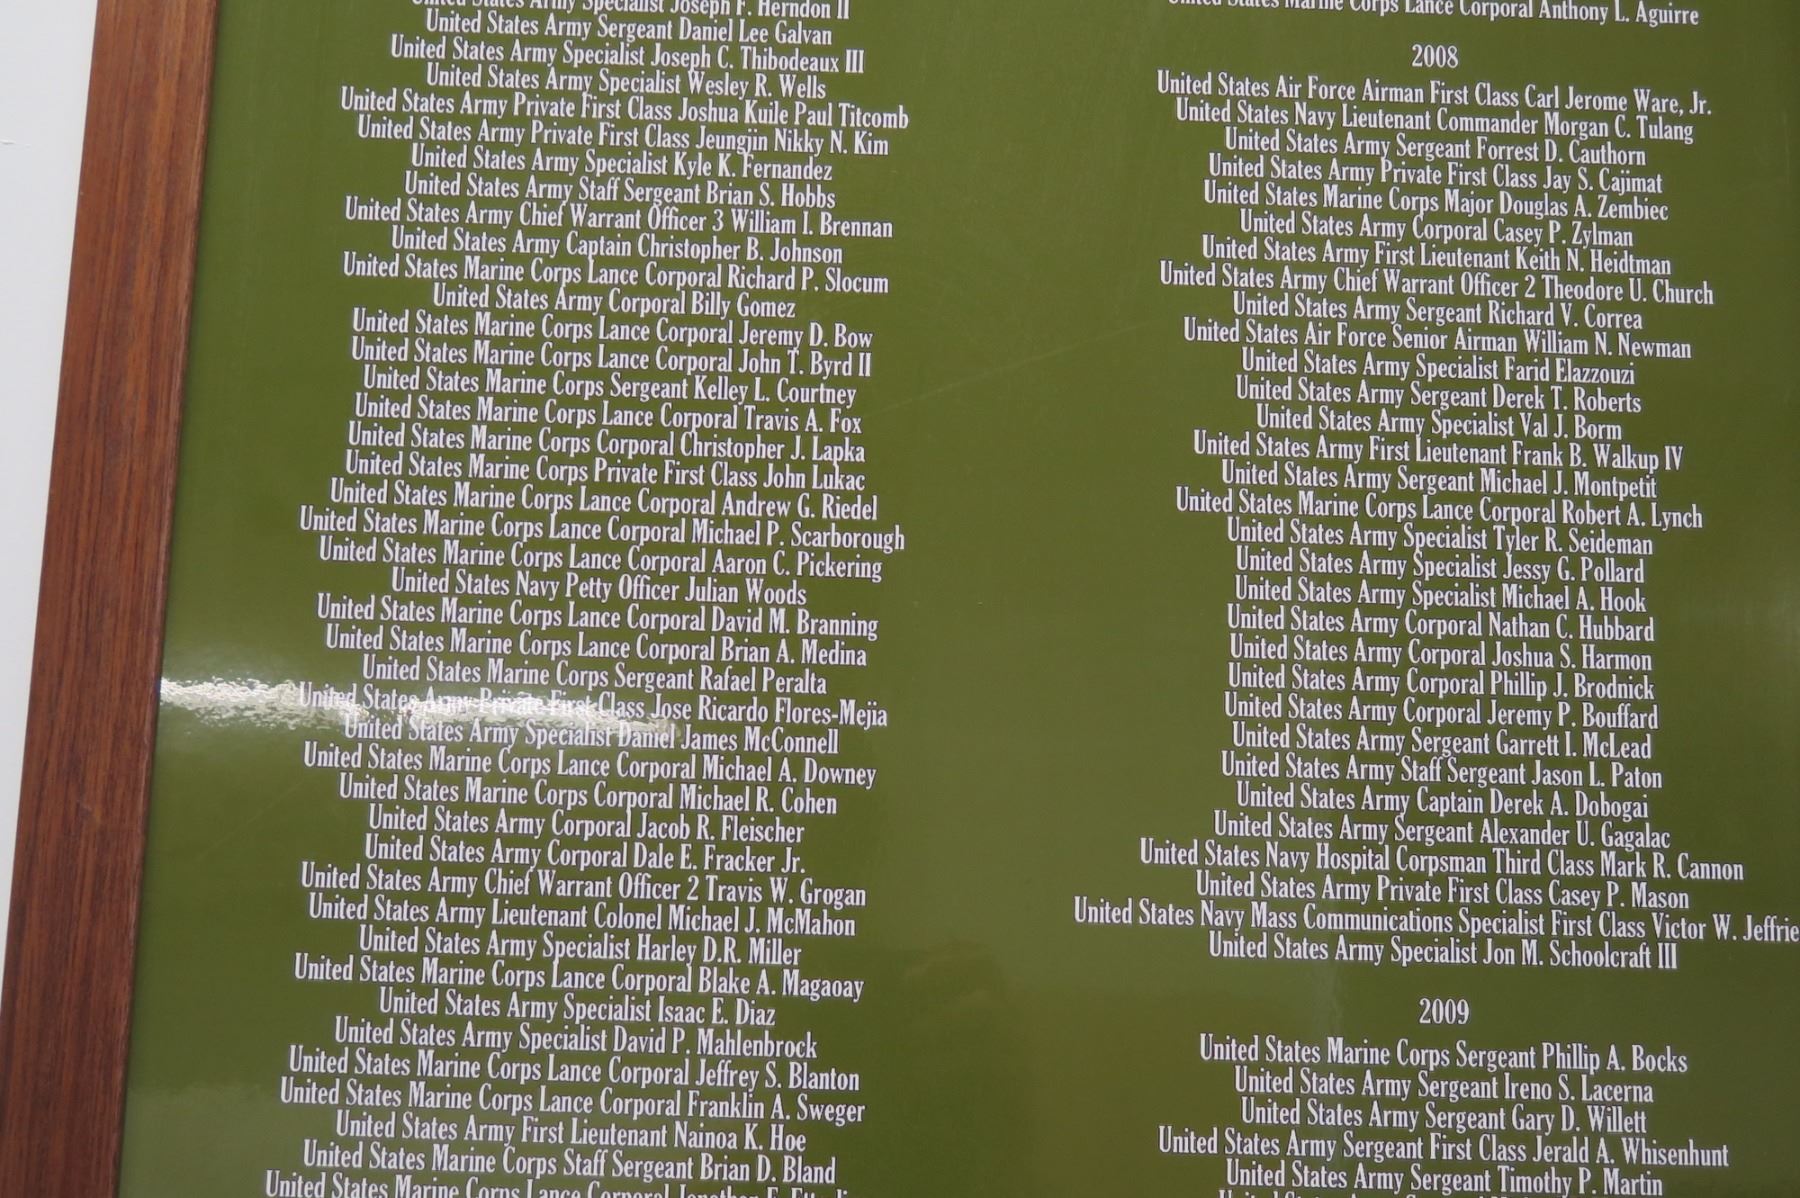 United States Army Specialist Joseph F. Herndon II
United States Army Sergeant Daniel Lee Galvan
United States Army Specialist Joseph C. Thibodeaux III
United States Army Specialist Wesley R. Wells
United States Army Private First Class Joshua Kuile Paul Titcomb
United States Army Private First Class Jeungjin Nikky N. Kim
United States Army Specialist Kyle K. Fernandez
United States Army Staff Sergeant Brian S. Hobbs
United States Army Chief Warrant Officer 3 William I. Brennan
United States Army Captain Christopher B. Johnson
United States Marine Corps Lance Corporal Richard P. Slocum
United States Army Corporal Billy Gomez
United States Marine Corps Lance Corporal Jeremy D. Bow
United States Marine Corps Lance Corporal John T. Byrd II
United States Marine Corps Sergeant Kelley L. Courtney
United States Marine Corps Lance Corporal Travis A. Fox
United States Marine Corps Corporal Christopher J. Lapka
United States Marine Corps Private First Class John Lukac
United States Marine Corps Lance Corporal Andrew G. Riedel
United States Marine Corps Lance Corporal Michael P. Scarborough
United States Marine Corps Lance Corporal Aaron C. Pickering
United States Navy Petty Officer Julian Woods
United States Marine Corps Lance Corporal David M. Branning
United States Marine Corps Lance Corporal Brian A. Medina
United States Marine Corps Sergeant Rafael Peralta
United States Army Private First Class Jose Ricardo Flores-Mejia
United States Army Specialist Daniel James McConnell
United States Marine Corps Lance Corporal Michael A. Downey
United States Marine Corps Corporal Michael R. Cohen
United States Army Corporal Jacob R. Fleischer
United States Army Corporal Dale E. Fracker Jr.
United States Army Chief Warrant Officer 2 Travis W. Grogan
United States Army Lieutenant Colonel Michael J. McMahon
United States Army Specialist Harley D.R. Miller
United States Marine Corps Lance Corporal Blake A. Magaoay
United States Army Specialist Isaac E. Diaz
United States Army Specialist David P. Mahlenbrock
United States Marine Corps Lance Corporal Jeffrey S. Blanton
United States Marine Corps Lance Corporal Franklin A. Sweger
United States Army First Lieutenant Nainoa K. Hoe
United States Marine Corps Staff Sergeant Brian D. Bland
United States Marine Corps Lance Corporal
United States Marine Corps Lance Corporal Anthony L. Aguirre
2008
United States Air Force Airman First Class Carl Jerome Ware, Jr.
United States Navy Lieutenant Commander Morgan C. Tulang
United States Army Sergeant Forrest D. Cauthorn
United States Army Private First Class Jay S. Cajimat
United States Marine Corps Major Douglas A. Zembiec
United States Army Corporal Casey P. Zylman
United States Army First Lieutenant Keith N. Heidtman
United States Army Chief Warrant Officer 2 Theodore U. Church
United States Army Sergeant Richard V. Correa
United States Air Force Senior Airman William N. Newman
United States Army Specialist Farid Elazzouzi
United States Army Sergeant Derek T. Roberts
United States Army Specialist Val J. Borm
United States Army First Lieutenant Frank B. Walkup IV
United States Army Sergeant Michael J. Montpetit
United States Marine Corps Lance Corporal Robert A. Lynch
United States Army Specialist Tyler R. Seideman
United States Army Specialist Jessy G. Pollard
United States Army Specialist Michael A. Hook
United States Army Corporal Nathan C. Hubbard
United States Army Corporal Joshua S. Harmon
United States Army Corporal Phillip J. Brodnick
United States Army Corporal Jeremy P. Bouffard
United States Army Sergeant Garrett I. McLead
United States Army Staff Sergeant Jason L. Paton
United States Army Captain Derek A. Dobogai
United States Army Sergeant Alexander U. Gagalac
United States Navy Hospital Corpsman Third Class Mark R. Cannon
United States Army Private First Class Casey P. Mason
United States Navy Mass Communications Specialist First Class Victor W. Jeffrie
United States Army Specialist Jon M. Schoolcraft III
2009
United States Marine Corps Sergeant Phillip A. Bocks
United States Army Sergeant Ireno S. Lacerna
United States Army Sergeant Gary D. Willett
United States Army Sergeant First Class Jerald A. Whisenhunt
United States Army Sergeant Timothy P. Martin